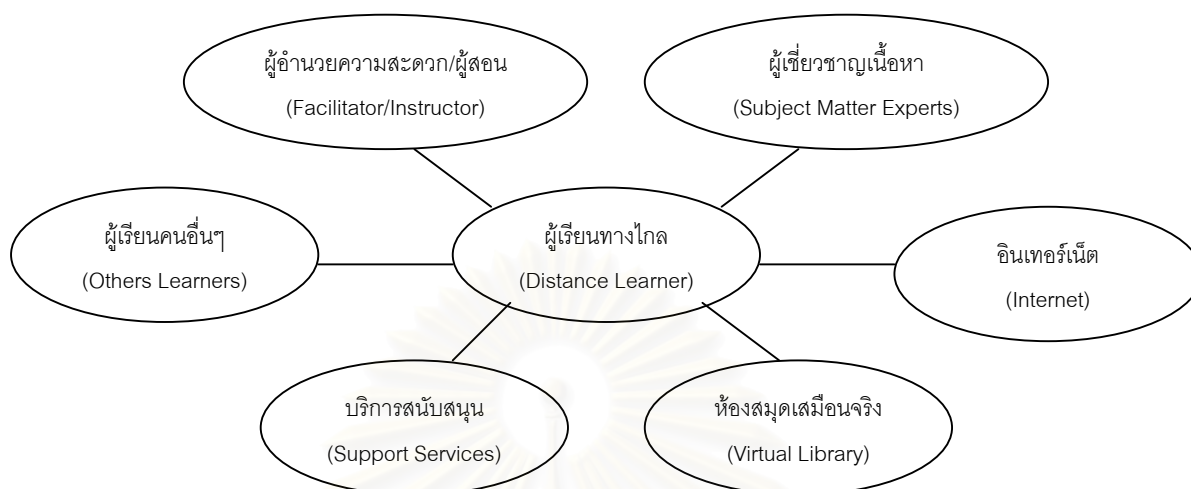 ผู้อำนวยความสะดวก/ผู้สอน
(Facilitator/Instructor)
ผู้เชี่ยวชาญเนื้อหา
(Subject Matter Experts)
ผู้เรียนคนอื่นๆ
(Others Learners)
ผู้เรียนทางไกล
(Distance Learner)
อินเทอร์เน็ต
(Internet)
บริการสนับสนุน
(Support Services)
ห้องสมุดเสมือนจริง
(Virtual Library)